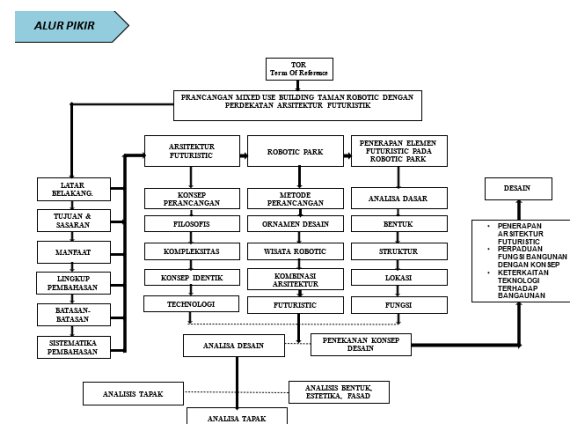 ALUR PIKIR
TOR
Term Of Reference
PRANCANGAN MIXED USE BUILDING TAMAN ROBOTIC DENGAN
PERDEKATAN ARSITEKTUR FUTURISTIK
ARSITEKTUR
FUTURISTIC
ROBOTIC PARK
PENERAPAN ELEMEN
FUTURISTIC PADA
ROBOTIC PARK
LATAR
BELAKANG.
TUJUAN &
SASARAN
MANFAAT
LINGKUP
PEMBAHASAN
BATASAN-
BATASAN
SISTEMATIKA
PEMBAHASAN
KONSEP
PERANCANGAN
FILOSOFIS
KOMPLEKSITAS
KONSEP IDENTIK
TECHNOLOGI
METODE
PERANCANGAN
ORNAMEN DESAIN
WISATA ROBOTIC
KOMBINASI
ARSITEKTUR
FUTURISTIC
ANALISA DASAR
BENTUK
STRUKTUR
LOKASI
FUNGSI
DESAIN
• PENERAPAN
ARSITEKTUR
FUTURISTIC
• PERPADUAN
FUNGSI BANGUNAN
DENGAN KONSEP
• KETERKAITAN
TEKNOLOGI
TERHADAP
BANGAUNAN
ANALISA DESAIN
PENEKANAN KONSEP
DESAIN
ANALISIS TAPAK
ANALISIS BENTUK,
ESTETIKA, FASAD
ANALISA TAPAK